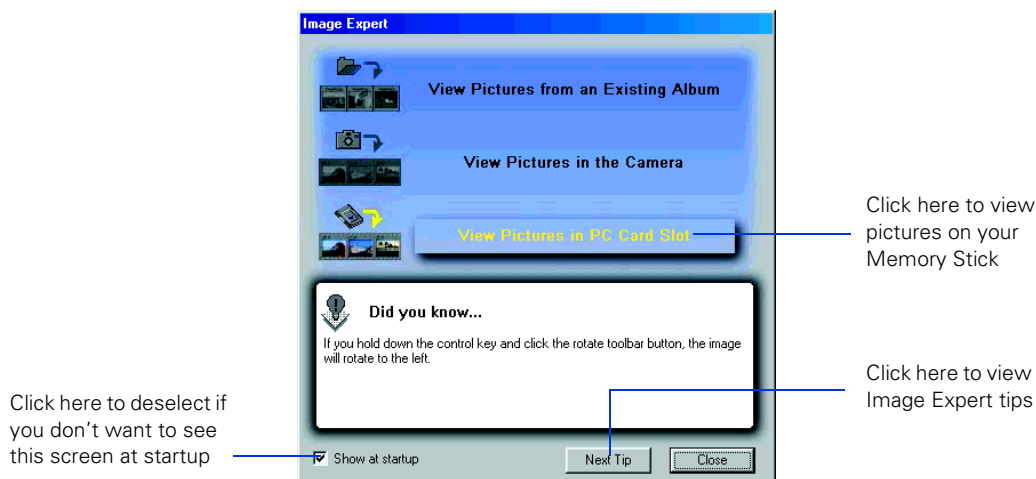 Image Expert
View Pictures from an Existing Album
View Pictures in the Camera
View Pictures in PC Card Slot
Click here to view
pictures on your
Memory Stick
Did you know...
If you hold down the control key and click the rotate toolbar button, the image
will rotate to the left.
Click here to view
Image Expert tips
Click here to deselect if
you don't want to see
this screen at startup
Show at startup
Next Tip
Close